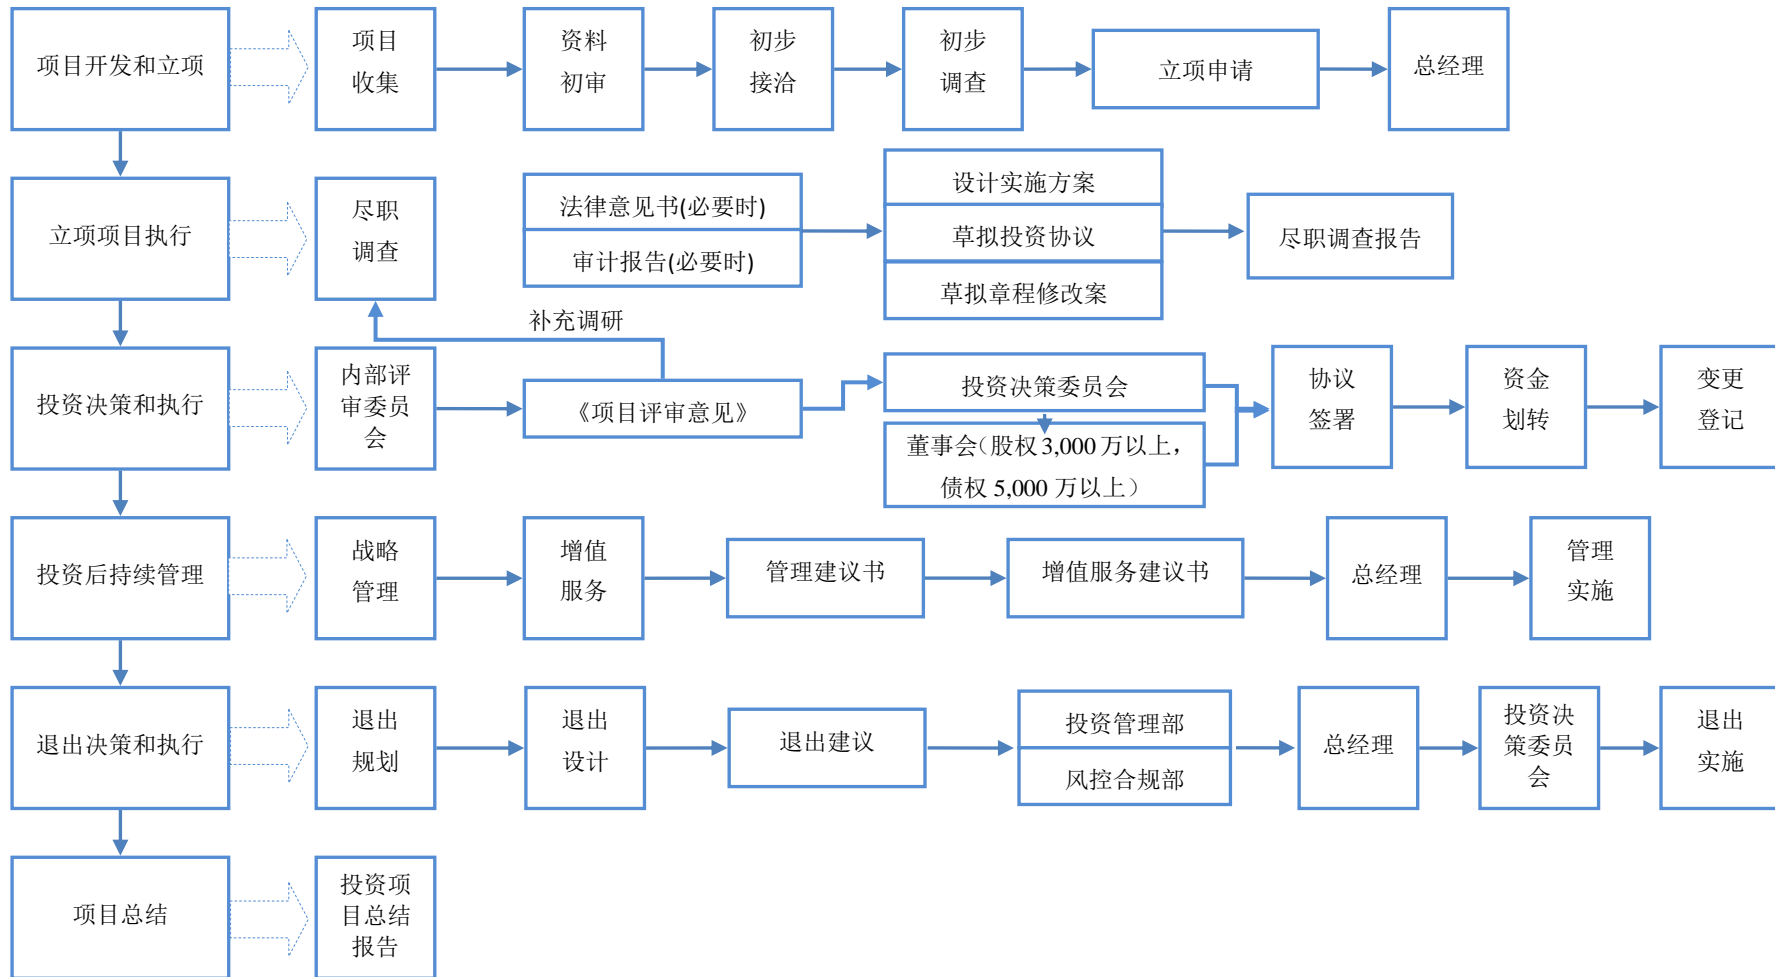 项目开发和立项
项目
收集
资料
初审
初步
接洽
初步
调查
立项申请
总经理
立项项目执行
尽职
调查
法律意见书(必要时)
审计报告(必要时)
设计实施方案
草拟投资协议
草拟章程修改案
尽职调查报告
补充调研
投资决策和执行
内部评
审委员
会
《项目评审意见》
投资决策委员会
董事会(股权 3,000 万以上，
债权 5,000 万以上)
协议
签署
资金
划转
变更
登记
投资后持续管理
战略
管理
增值
服务
管理建议书
增值服务建议书
总经理
管理
实施
退出决策和执行
退出
规划
退出
设计
退出建议
投资管理部
风控合规部
总经理
投资决
策委员
会
退出
实施
项目总结
投资项
目总结
报告